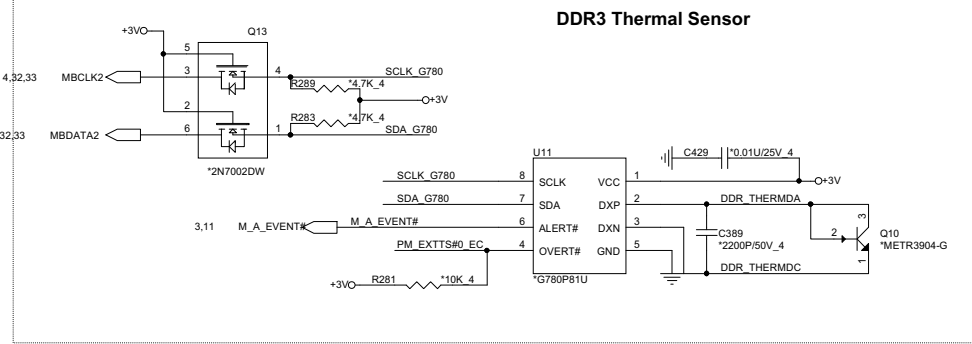 DDR3 Thermal Sensor
+3V
Q13
5
4,32,33
MBCLK2
3
4
SCLK_G780
R289
*4.7K_4
+3V
2
R283
*4.7K_4
32,33
MBDATA2
6
1
SDA_G780
*2N7002DW
U11
C429
*0.01U/25V_4
SCLK_G780
8
SCLK
VCC
1
+3V
SDA_G780
7
SDA
DXP
2
DDR_THERMDA
3,11
M_A_EVENT#
M_A_EVENT#
6
ALERT#
DXN
3
C389
*2200P/50V_4
2
3
Q10
*METR3904-G
1
PM_EXTTS#0_EC
4
OVERT#
GND
5
DDR_THERMDC
+3V
R281
*10K_4
*G780P81U